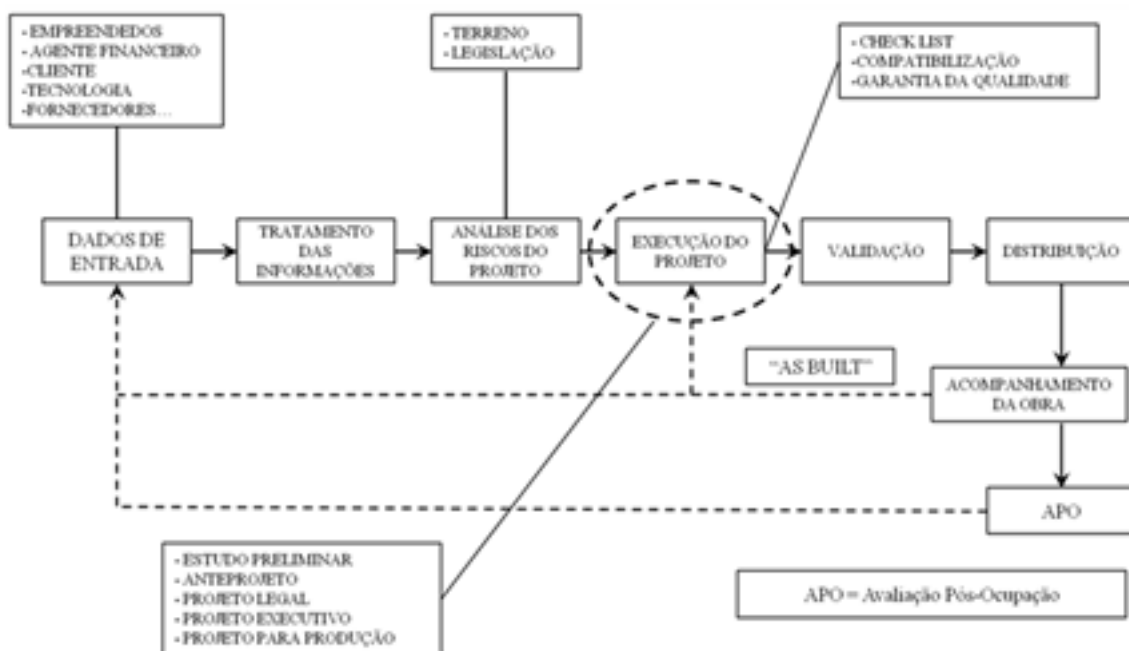 - EMPREENDEDOS
- AGENTE FINANCEIRO
-CLIENTE
-TECNOLOGIA
-FORNECEDORES...
- TERRENO
- LEGISLAÇÃO
- CHECK LIST
-COMPATIBILIZAÇÃO
-GARANTIA DA QUALIDADE
DADOS DE
ENTRADA
TRATAMENTO
DAS
INFORMAÇÕES
ANÁLISE DOS
RISCOS DO
PROJETO
EXECUÇÃO DO
PROJETO
VALIDAÇÃO
DISTRIBUIÇÃO
"AS BUILT"
ACOMPANHAMENTO
DA OBRA
APO
- ESTUDO PRELIMINAR
- ANTEPROJETO
- PROJETO LEGAL
- PROJETO EXECUTIVO
- PROJETO PARA PRODUÇÃO
APO = Avaliação Pós-Ocupação